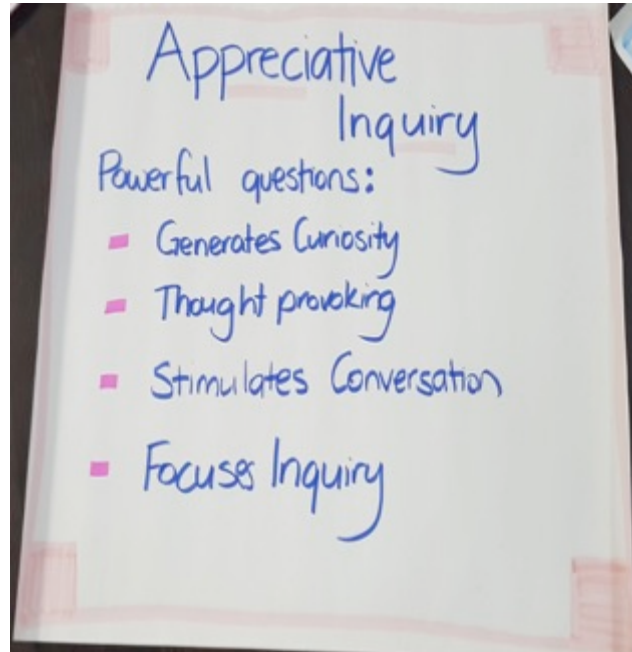 Appreciative
Inquiry
Powerful questions:
Generates Curiosity
Thought provoking
Stimulates Conversation
Focuses Inquiry